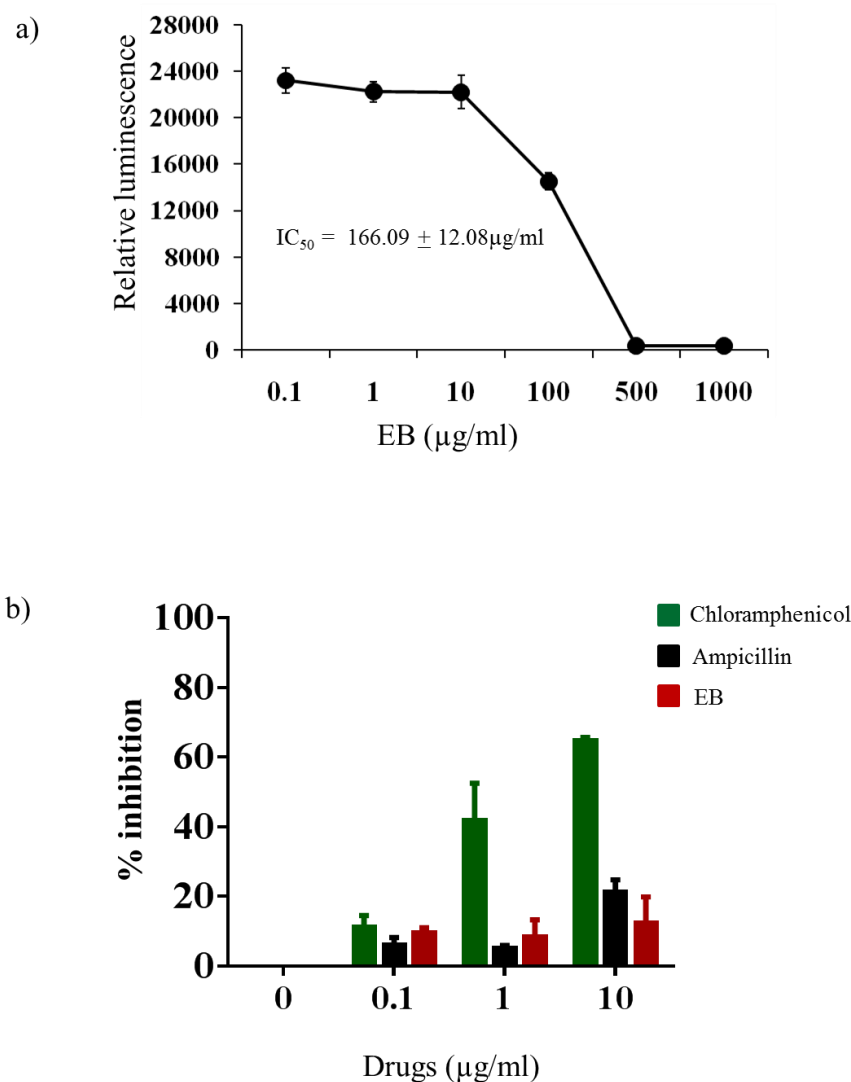 a)
Relative luminescence
28000
24000
20000
16000
12000
8000
4000
0
IC50 = 166.09 ± 12.08µg/ml
0.1 1 10 100 500 1000
EB (µg/ml)
b)
% inhibition
100
80
60
40
20
0
Chloramphenicol
Ampicillin
EB
0 0.1 1 10
Drugs (µg/ml)